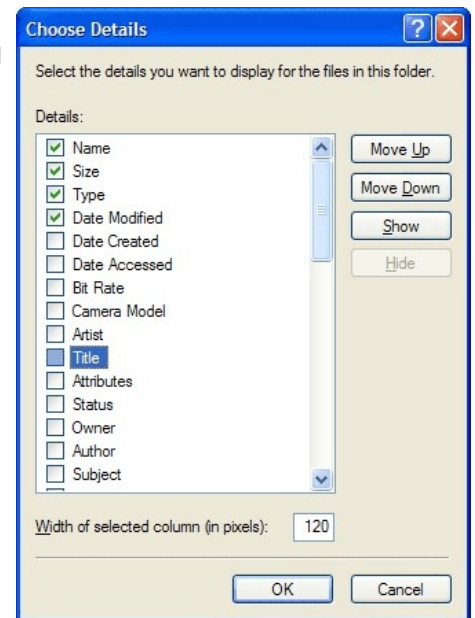 Choose Details
Select the details you want to display for the files in this folder.
Details:
Name
Size
Type
Date Modified
Date Created
Date Accessed
Bit Rate
Camera Model
Artist
Title
Attributes
Status
Owner
Author
Subject
Move Up
Move Down
Show
Hide
Width of selected column (in pixels): 120
OK
Cancel